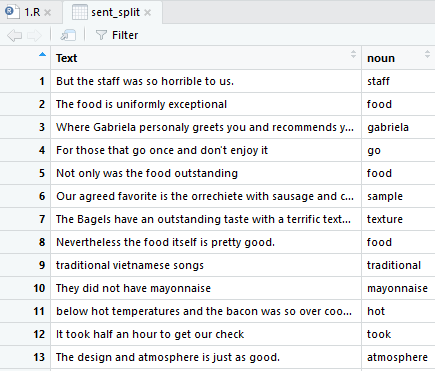 1.R sent_split
Filter
Text noun
1 But the staff was so horrible to us. staff
2 The food is uniformly exceptional food
3 Where Gabriela personaly greets you and recommends y... gabriela
4 For those that go once and don't enjoy it go
5 Not only was the food outstanding food
6 Our agreed favorite is the orrechiete with sausage and c... sample
7 The Bagels have an outstanding taste with a terrific text... texture
8 Nevertheless the food itself is pretty good. food
9 traditional vietnamese songs traditional
10 They did not have mayonnaise mayonnaise
11 below hot temperatures and the bacon was so over coo... hot
12 It took half an hour to get our check took
13 The design and atmosphere is just as good. atmosphere